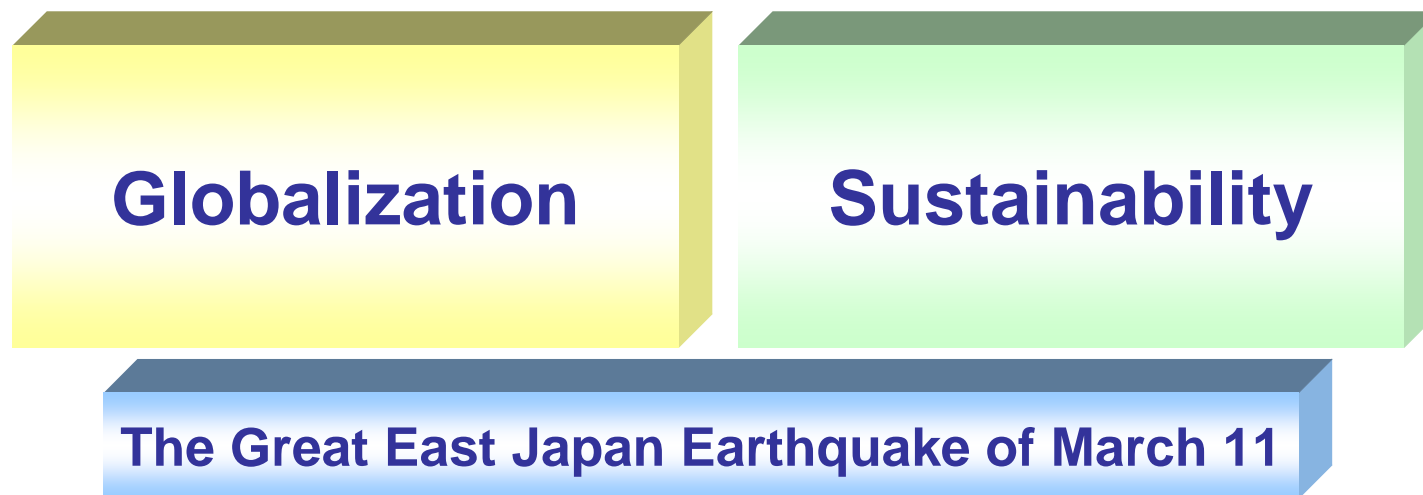 Globalization
Sustainability
The Great East Japan Earthquake of March 11